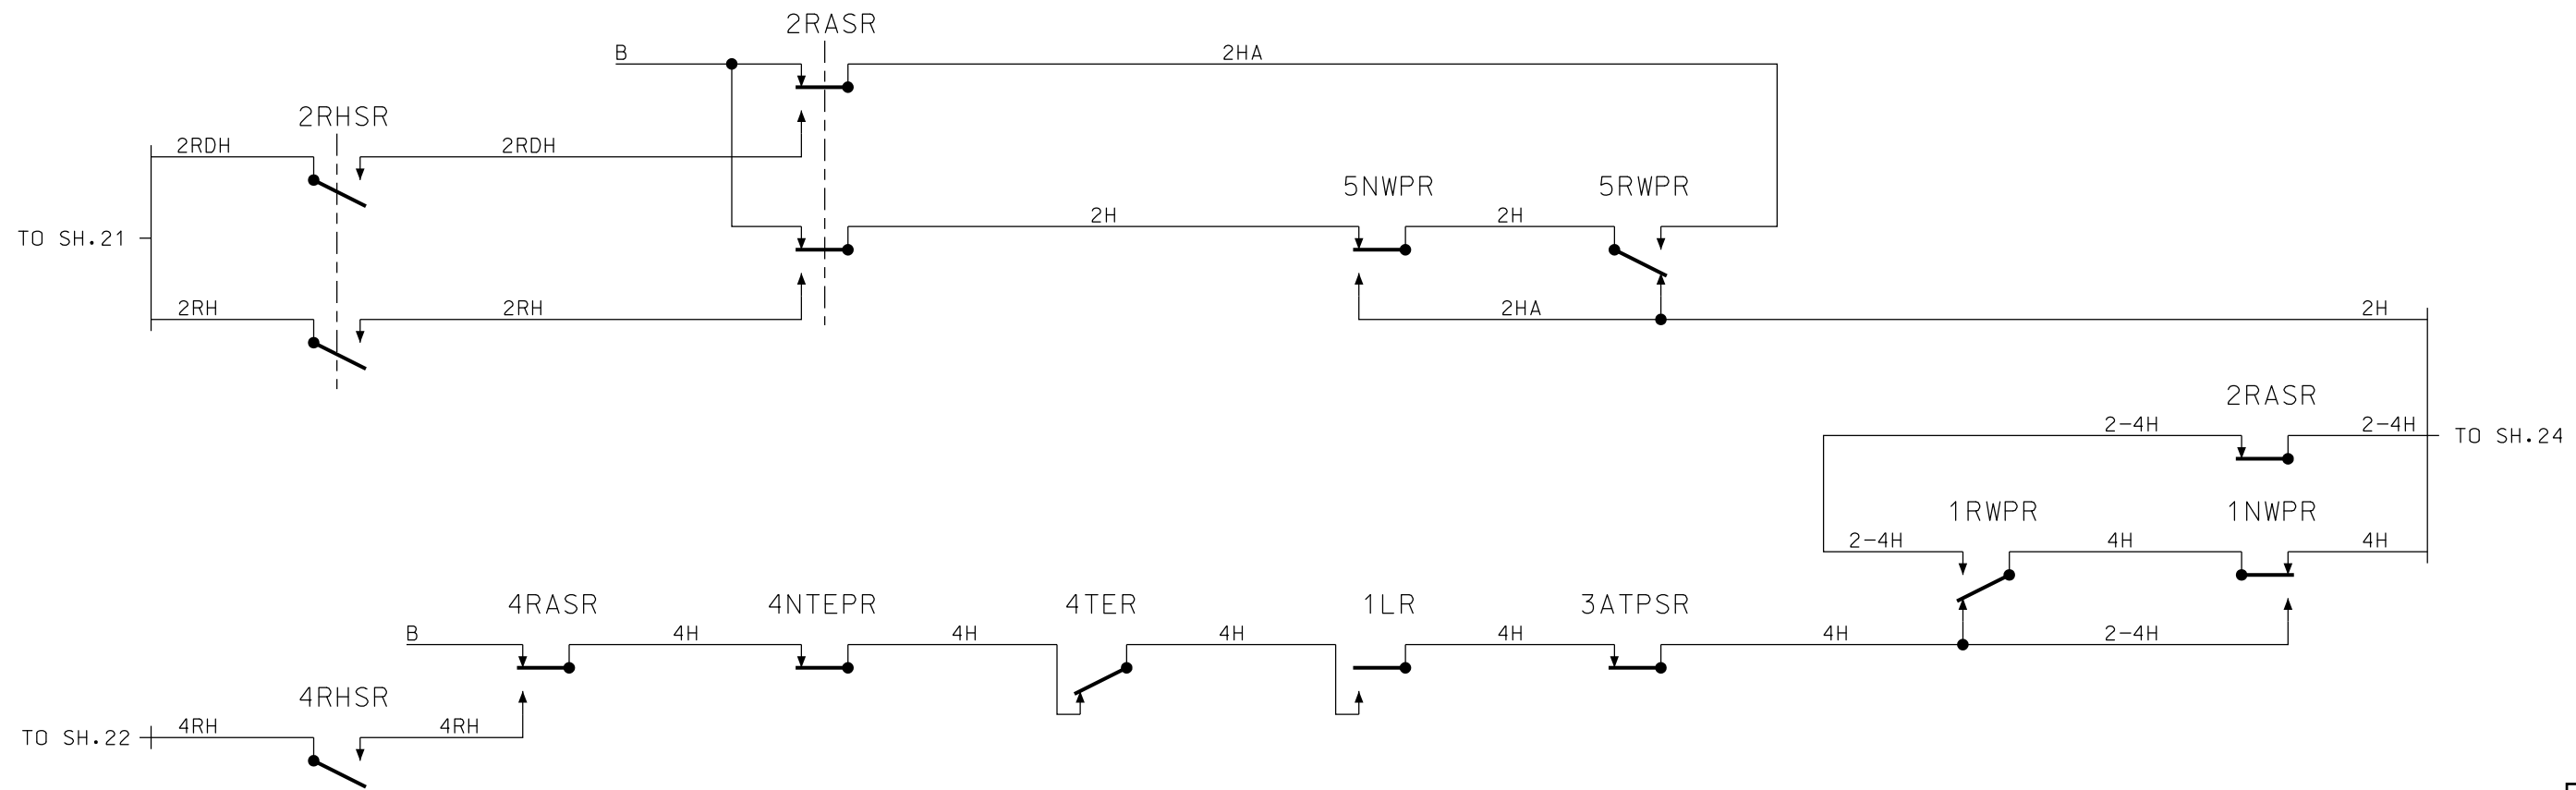 2RASR
B
2HA
2RHSR
2RDH
2RDH
5NWPR
5RWPR
2H
2H
TO SH.21
2RH
2RH
2HA
2H
2RASR
2-4H
2-4H
TO SH.24
1RWPR
1NWPR
2-4H
4H
4H
4RASR
4NTEPR
4TER
1LR
3ATPSR
B
4H
4H
4H
4H
4H
2-4H
4RHSR
4RH
4RH
TO SH.22